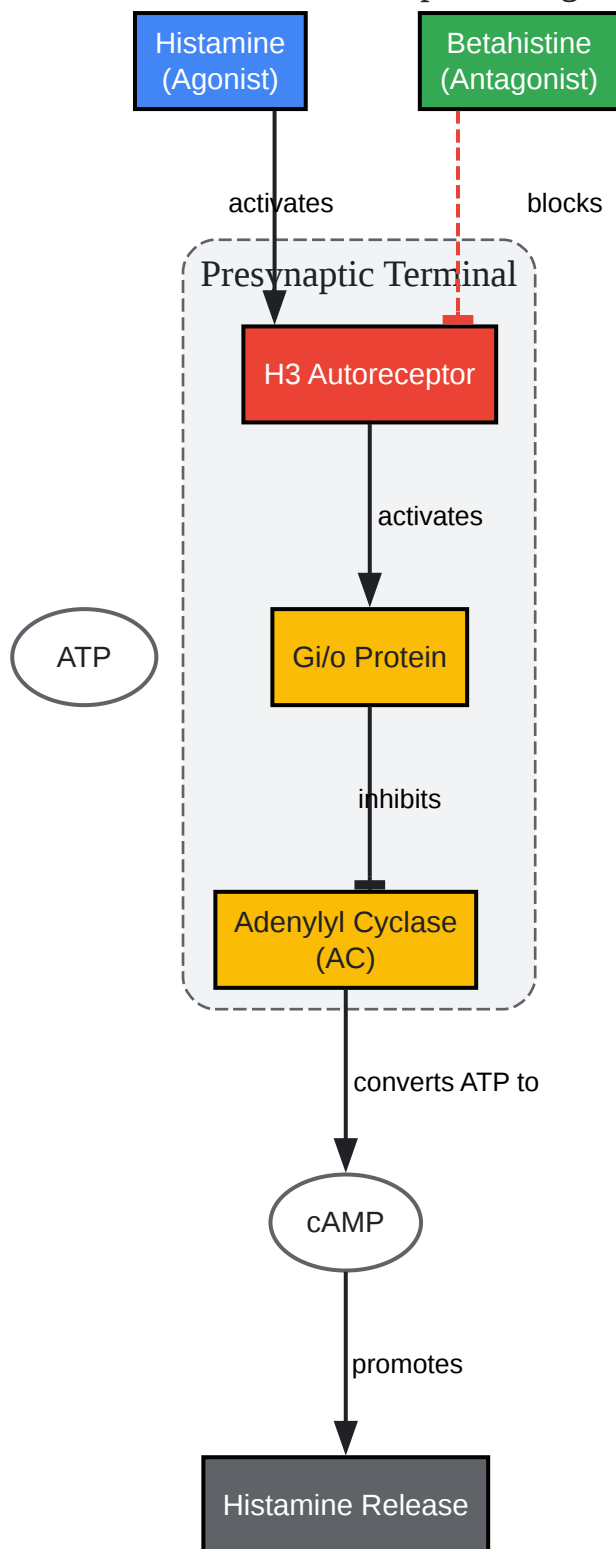 Histamine
(Agonist)
Betahistine
(Antagonist)
activates
blocks
Presynaptic Terminal
H3 Autoreceptor
activates
ATP
Gi/o Protein
inhibits
Adenylyl Cyclase
(AC)
converts ATP to
cAMP
promotes
Histamine Release